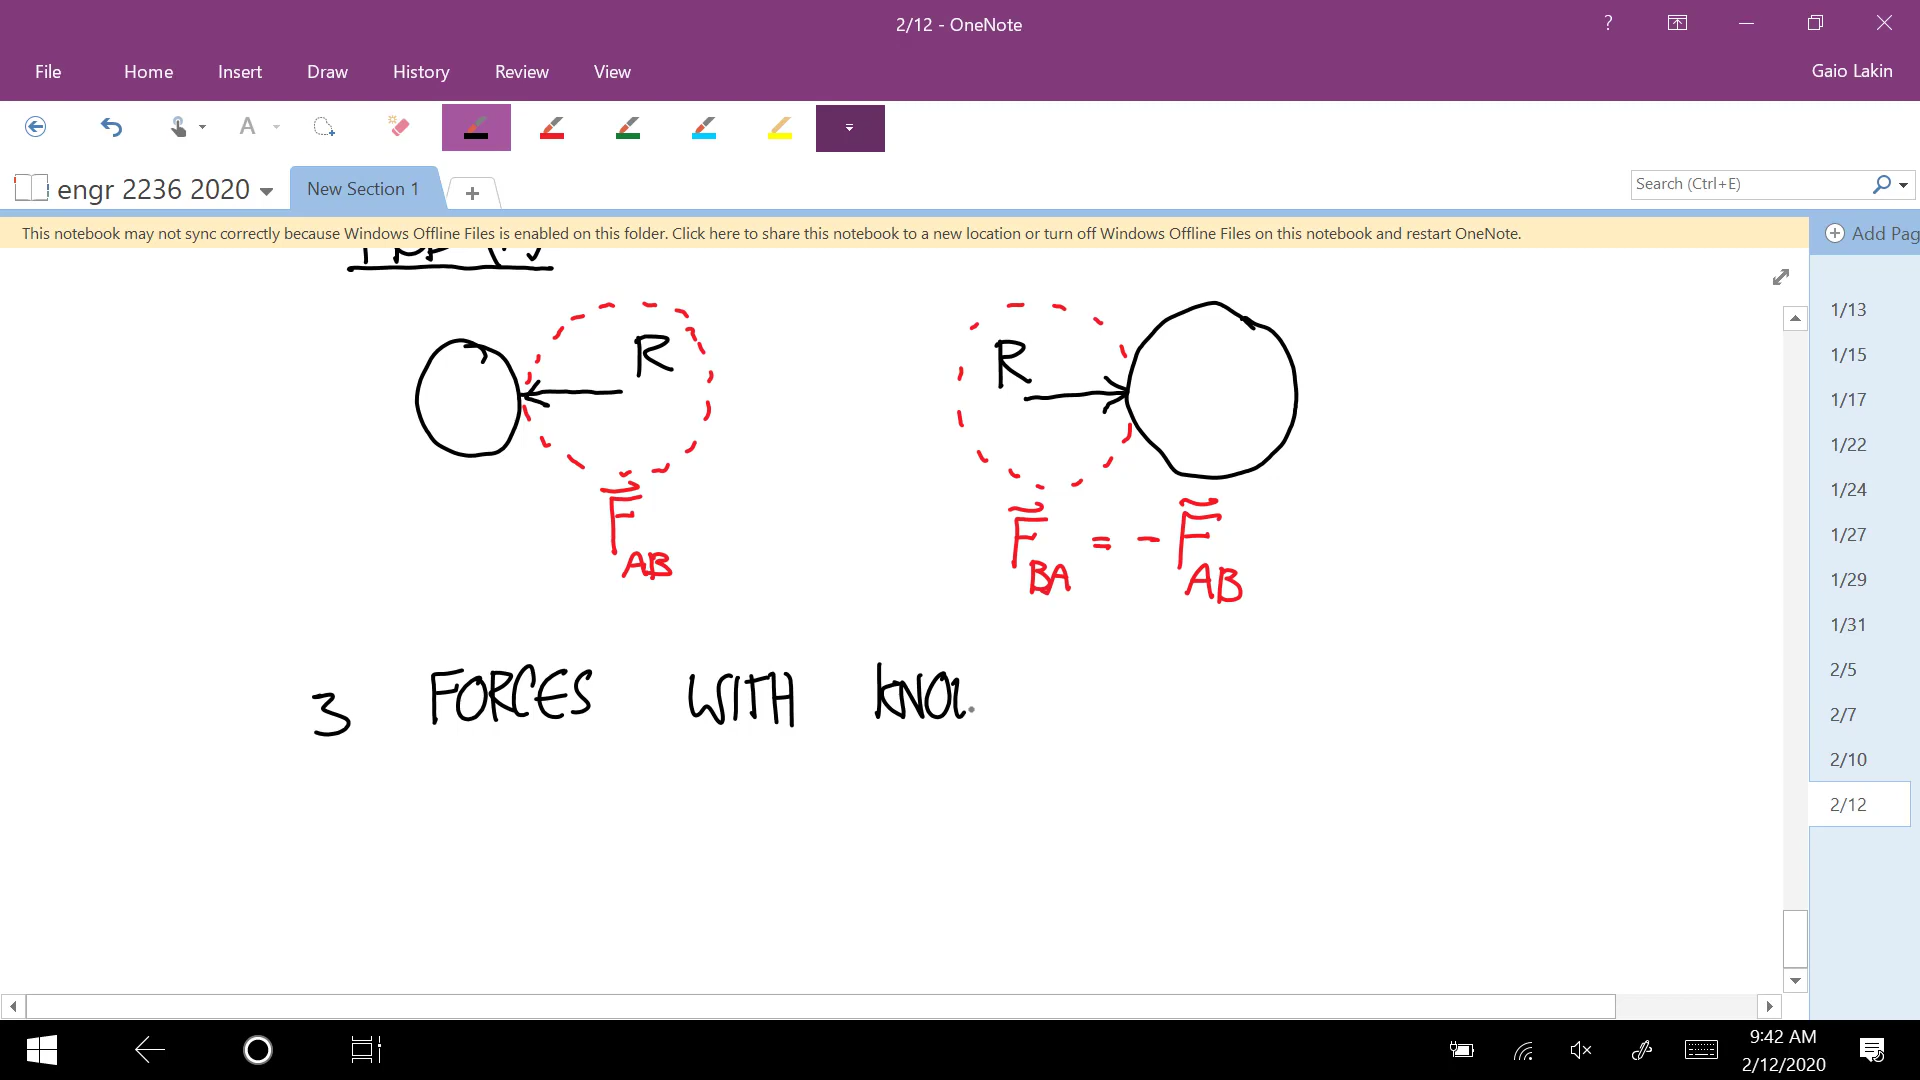 2/12 - OneNote
?
File Home Insert Draw History Review View
Gaio Lakin
A
engr 2236 2020
New Section 1
+
Search (Ctrl+E)
This notebook may not sync correctly because Windows Offline Files is enabled on this folder. Click here to share this notebook to a new location or turn off Windows Offline Files on this notebook and restart OneNote.
Add Pag
R
R
F AB
F BA = - F AB
3 FORCES WITH KNOW
1/13
1/15
1/17
1/22
1/24
1/27
1/29
1/31
2/5
2/7
2/10
2/12
9:42 AM
2/12/2020